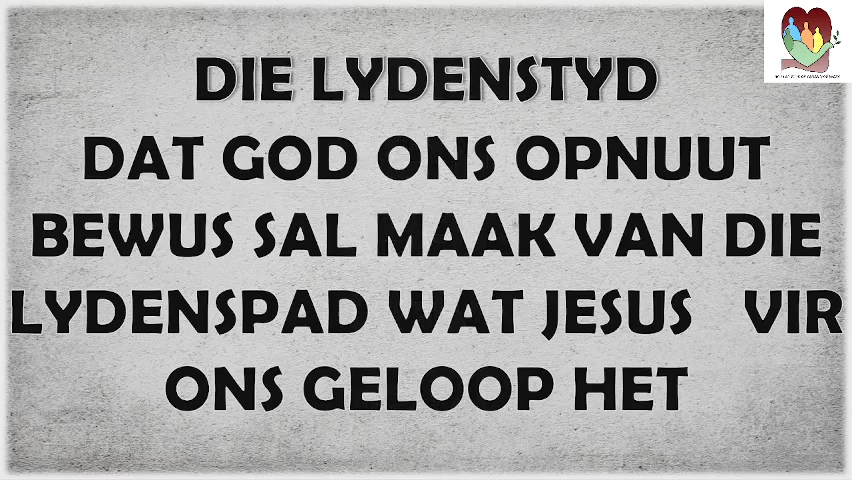 DIE LYDENSTYD
DAT GOD ONS OPNUUT
BEWUS SAL MAAK VAN DIE
LYDENSPAD WAT JESUS VIR
ONS GELOOP HET